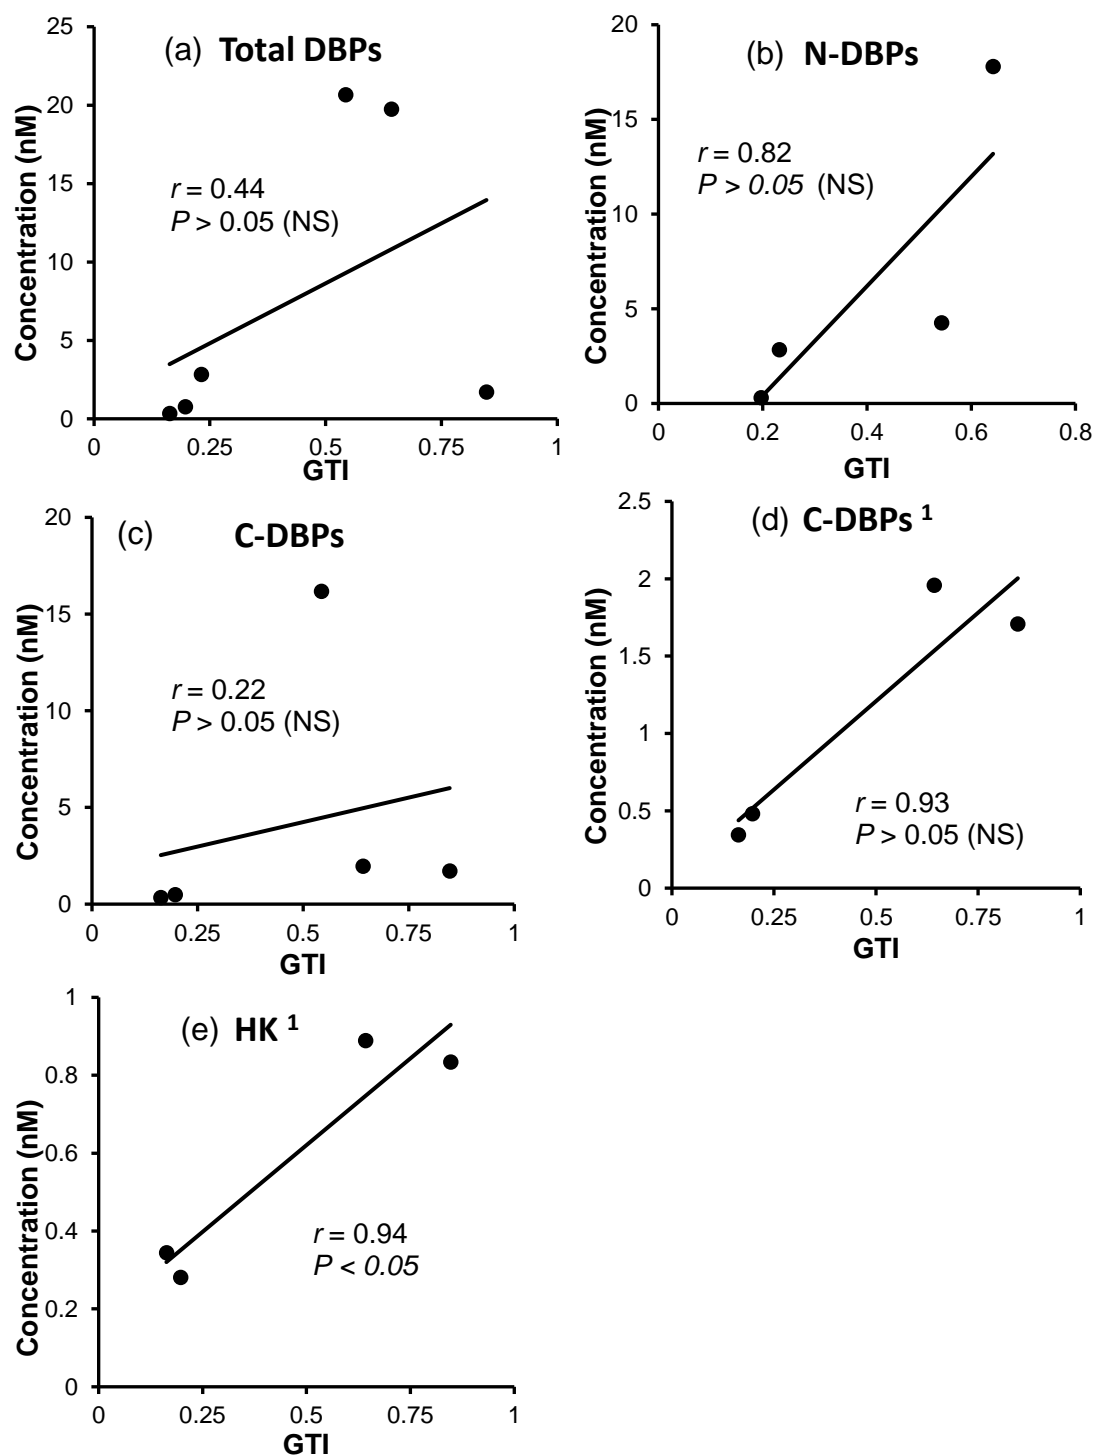 (a) Total DBPs
Concentration (nM)
25
20
15
10
5
0
r = 0.44
P > 0.05 (NS)
0
0.25
0.5
0.75
1
GTI
(b) N-DBPs
Concentration (nM)
20
15
10
5
0
r = 0.82
P > 0.05 (NS)
0
0.2
0.4
0.6
0.8
GTI
(c) C-DBPs
Concentration (nM)
20
15
10
5
0
r = 0.22
P > 0.05 (NS)
0
0.25
0.5
0.75
1
GTI
(d) C-DBPs 1
Concentration (nM)
2.5
2
1.5
1
0.5
0
r = 0.93
P > 0.05 (NS)
0
0.25
0.5
0.75
1
GTI
(e) HK 1
Concentration (nM)
1
0.8
0.6
0.4
0.2
0
r = 0.94
P < 0.05
0
0.25
0.5
0.75
1
GTI